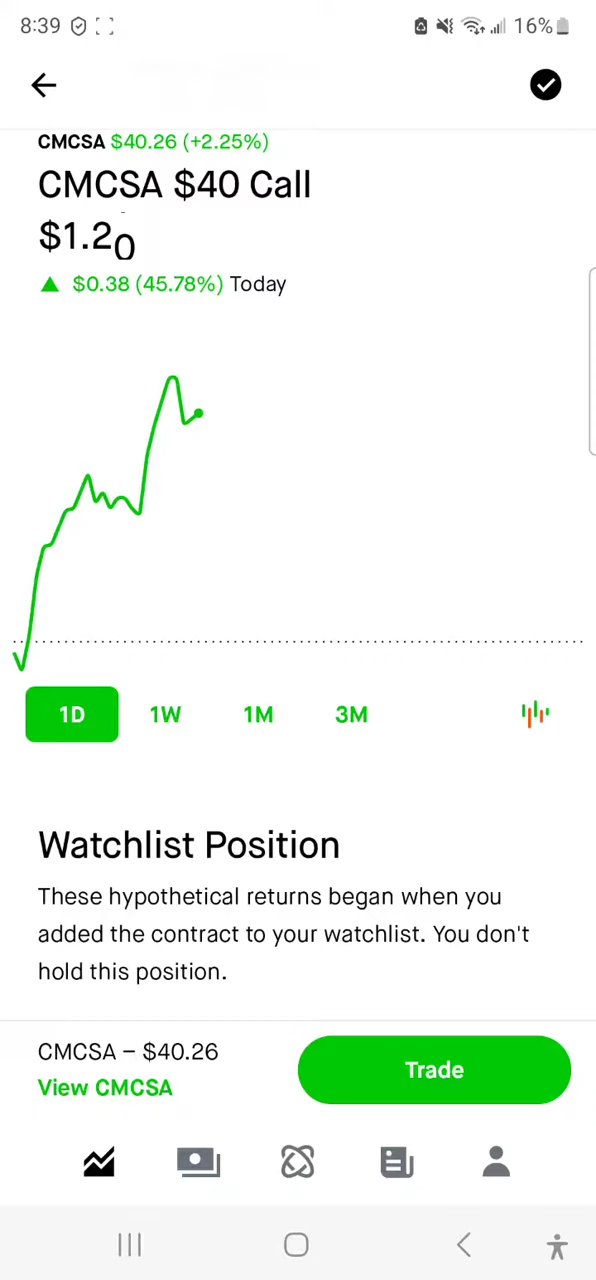 8:39 16%
CMCSA $40.26 (+2.25%)
CMCSA $40 Call
$1.20
▲ $0.38 (45.78%) Today
1D 1W 1M 3M
Watchlist Position
These hypothetical returns began when you
added the contract to your watchlist. You don't
hold this position.
CMCSA – $40.26
View CMCSA
Trade